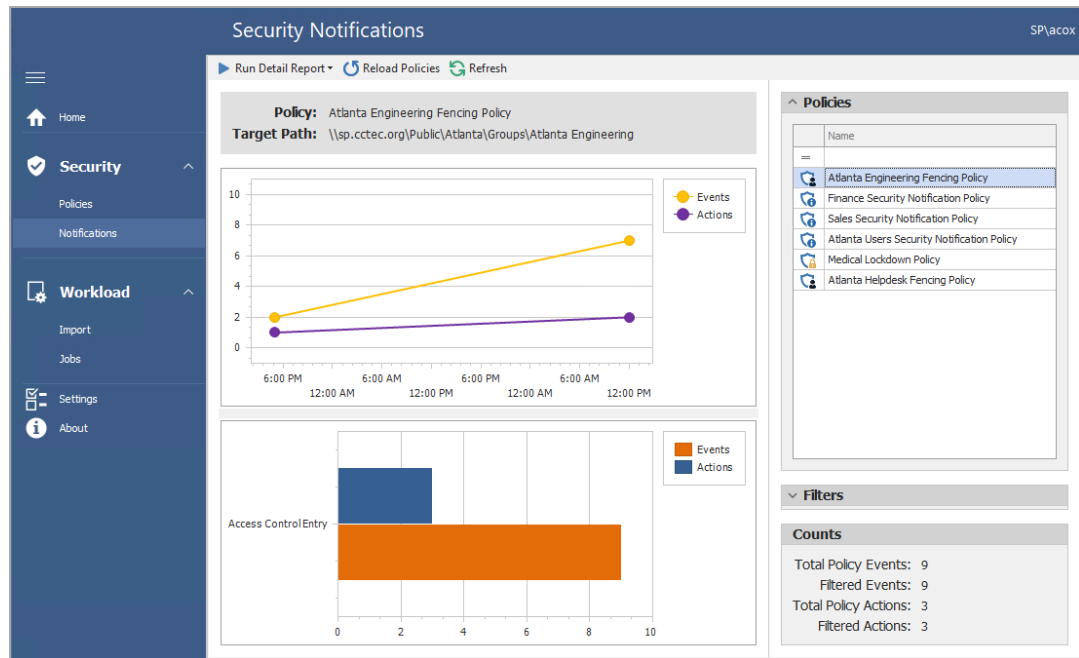 Security Notifications
SP\acox
Home
Security
Policies
Notifications
Workload
Import
Jobs
Settings
About
Run Detail Report
Reload Policies
Refresh
Policy: Atlanta Engineering Fencing Policy
Target Path: \\sp.cctec.org\Public\Atlanta\Groups\Atlanta Engineering
10
8
6
4
2
0
6:00 PM 6:00 AM 6:00 PM 6:00 AM
12:00 AM 12:00 PM 12:00 AM 12:00 PM
Events
Actions
Access Control Entry
0 2 4 6 8 10
Events
Actions
Policies
Name
=
Atlanta Engineering Fencing Policy
Finance Security Notification Policy
Sales Security Notification Policy
Atlanta Users Security Notification Policy
Medical Lockdown Policy
Atlanta Helpdesk Fencing Policy
Filters
Counts
Total Policy Events: 9
Filtered Events: 9
Total Policy Actions: 3
Filtered Actions: 3